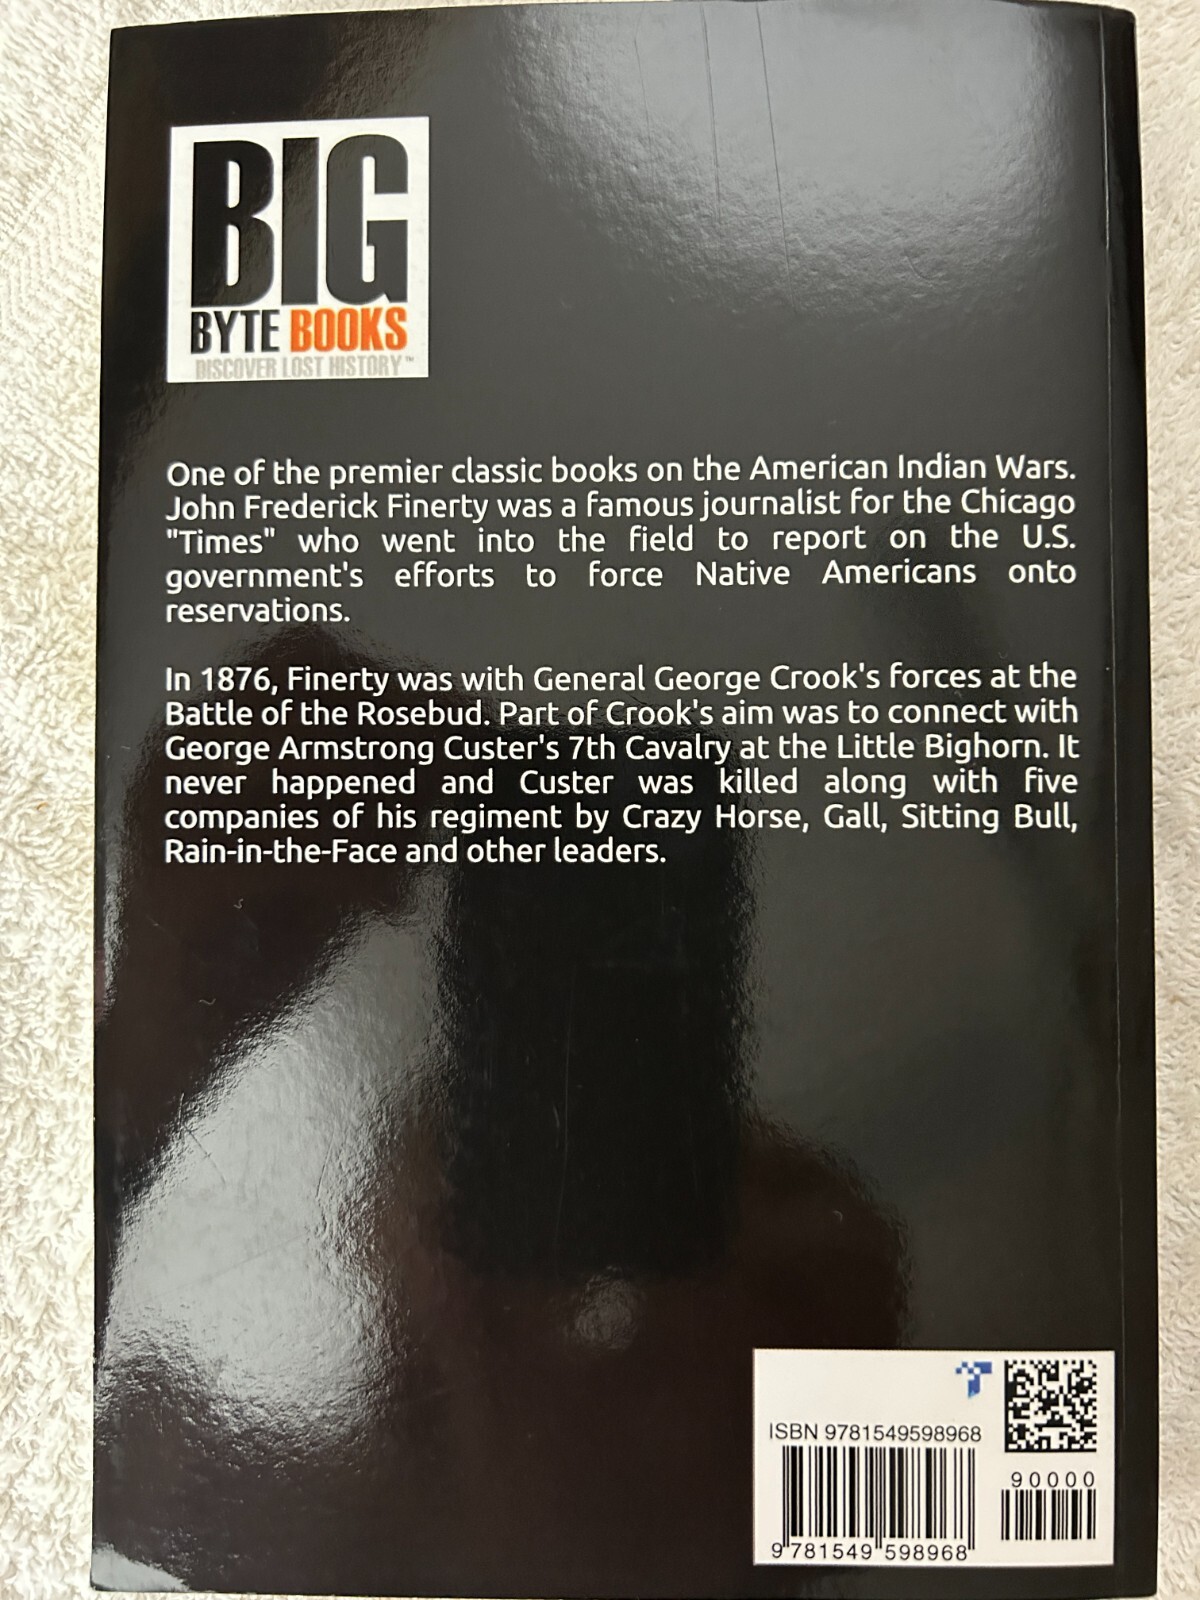 BIG
BYTE BOOKS
DISCOVER LOST HISTORY™
One of the premier classic books on the American Indian Wars.
John Frederick Finerty was a famous journalist for the Chicago
"Times" who went into the field to report on the U.S.
government's efforts to force Native Americans onto
reservations.
In 1876, Finerty was with General George Crook's forces at the
Battle of the Rosebud. Part of Crook's aim was to connect with
George Armstrong Custer's 7th Cavalry at the Little Bighorn. It
never happened and Custer was killed along with five
companies of his regiment by Crazy Horse, Gall, Sitting Bull,
Rain-in-the-Face and other leaders.
ISBN 9781549598968
90000
9 781549 598968